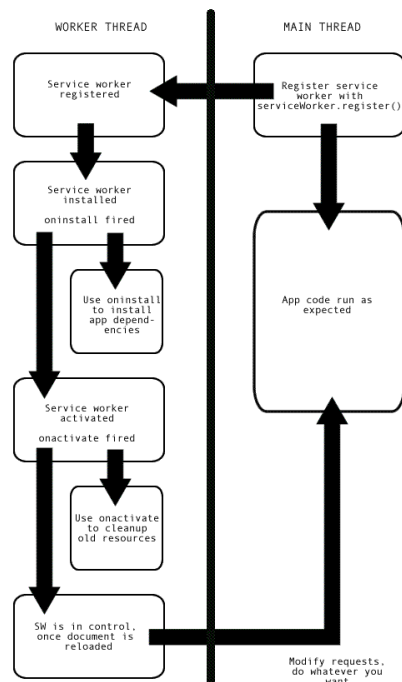 WORKER THREAD
MAIN THREAD
Service worker
registered
Register service
worker with
serviceWorker.register()
Service worker
installed
oninstall fired
Use oninstall
to install
app depend-
encies
App code run as
expected
Service worker
activated
onactivate fired
Use onactivate
to cleanup
old resources
SW is in control,
once document is
reloaded
Modify requests,
do whatever you
want